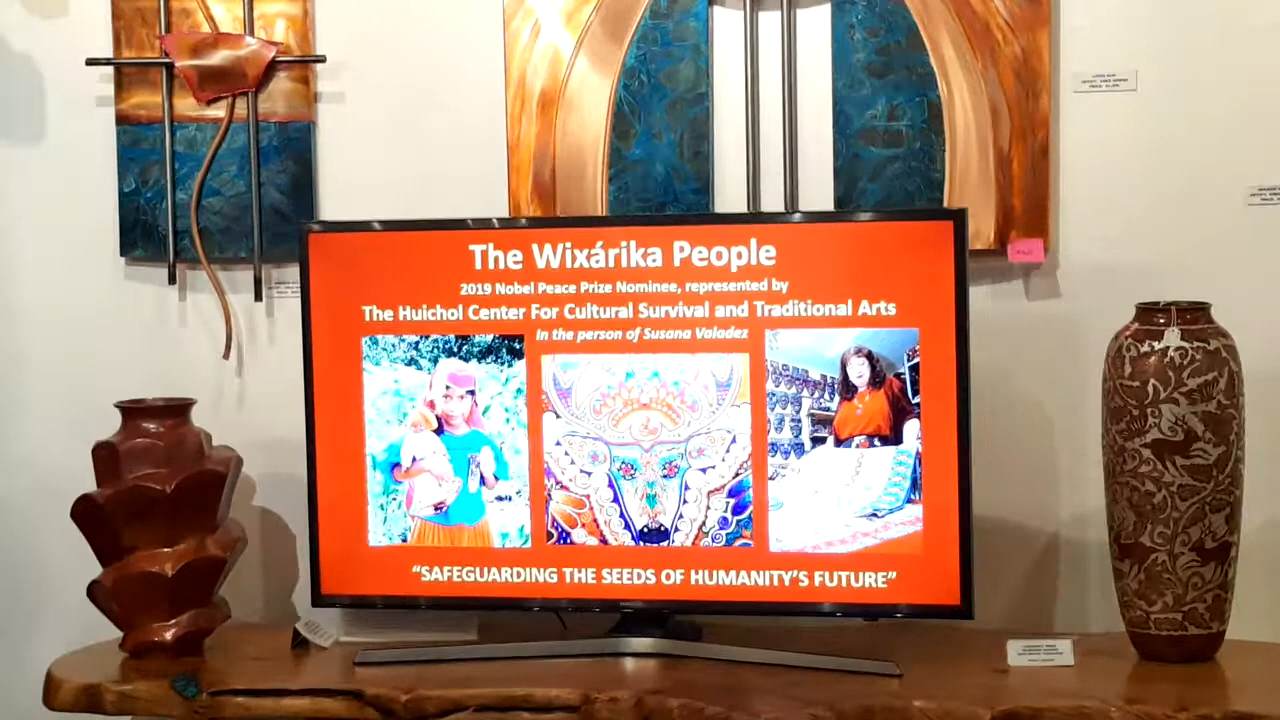 The Wixárika People
2019 Nobel Peace Prize Nominee, represented by
The Huichol Center For Cultural Survival and Traditional Arts
In the person of Susana Valadez
“SAFEGUARDING THE SEEDS OF HUMANITY’S FUTURE”